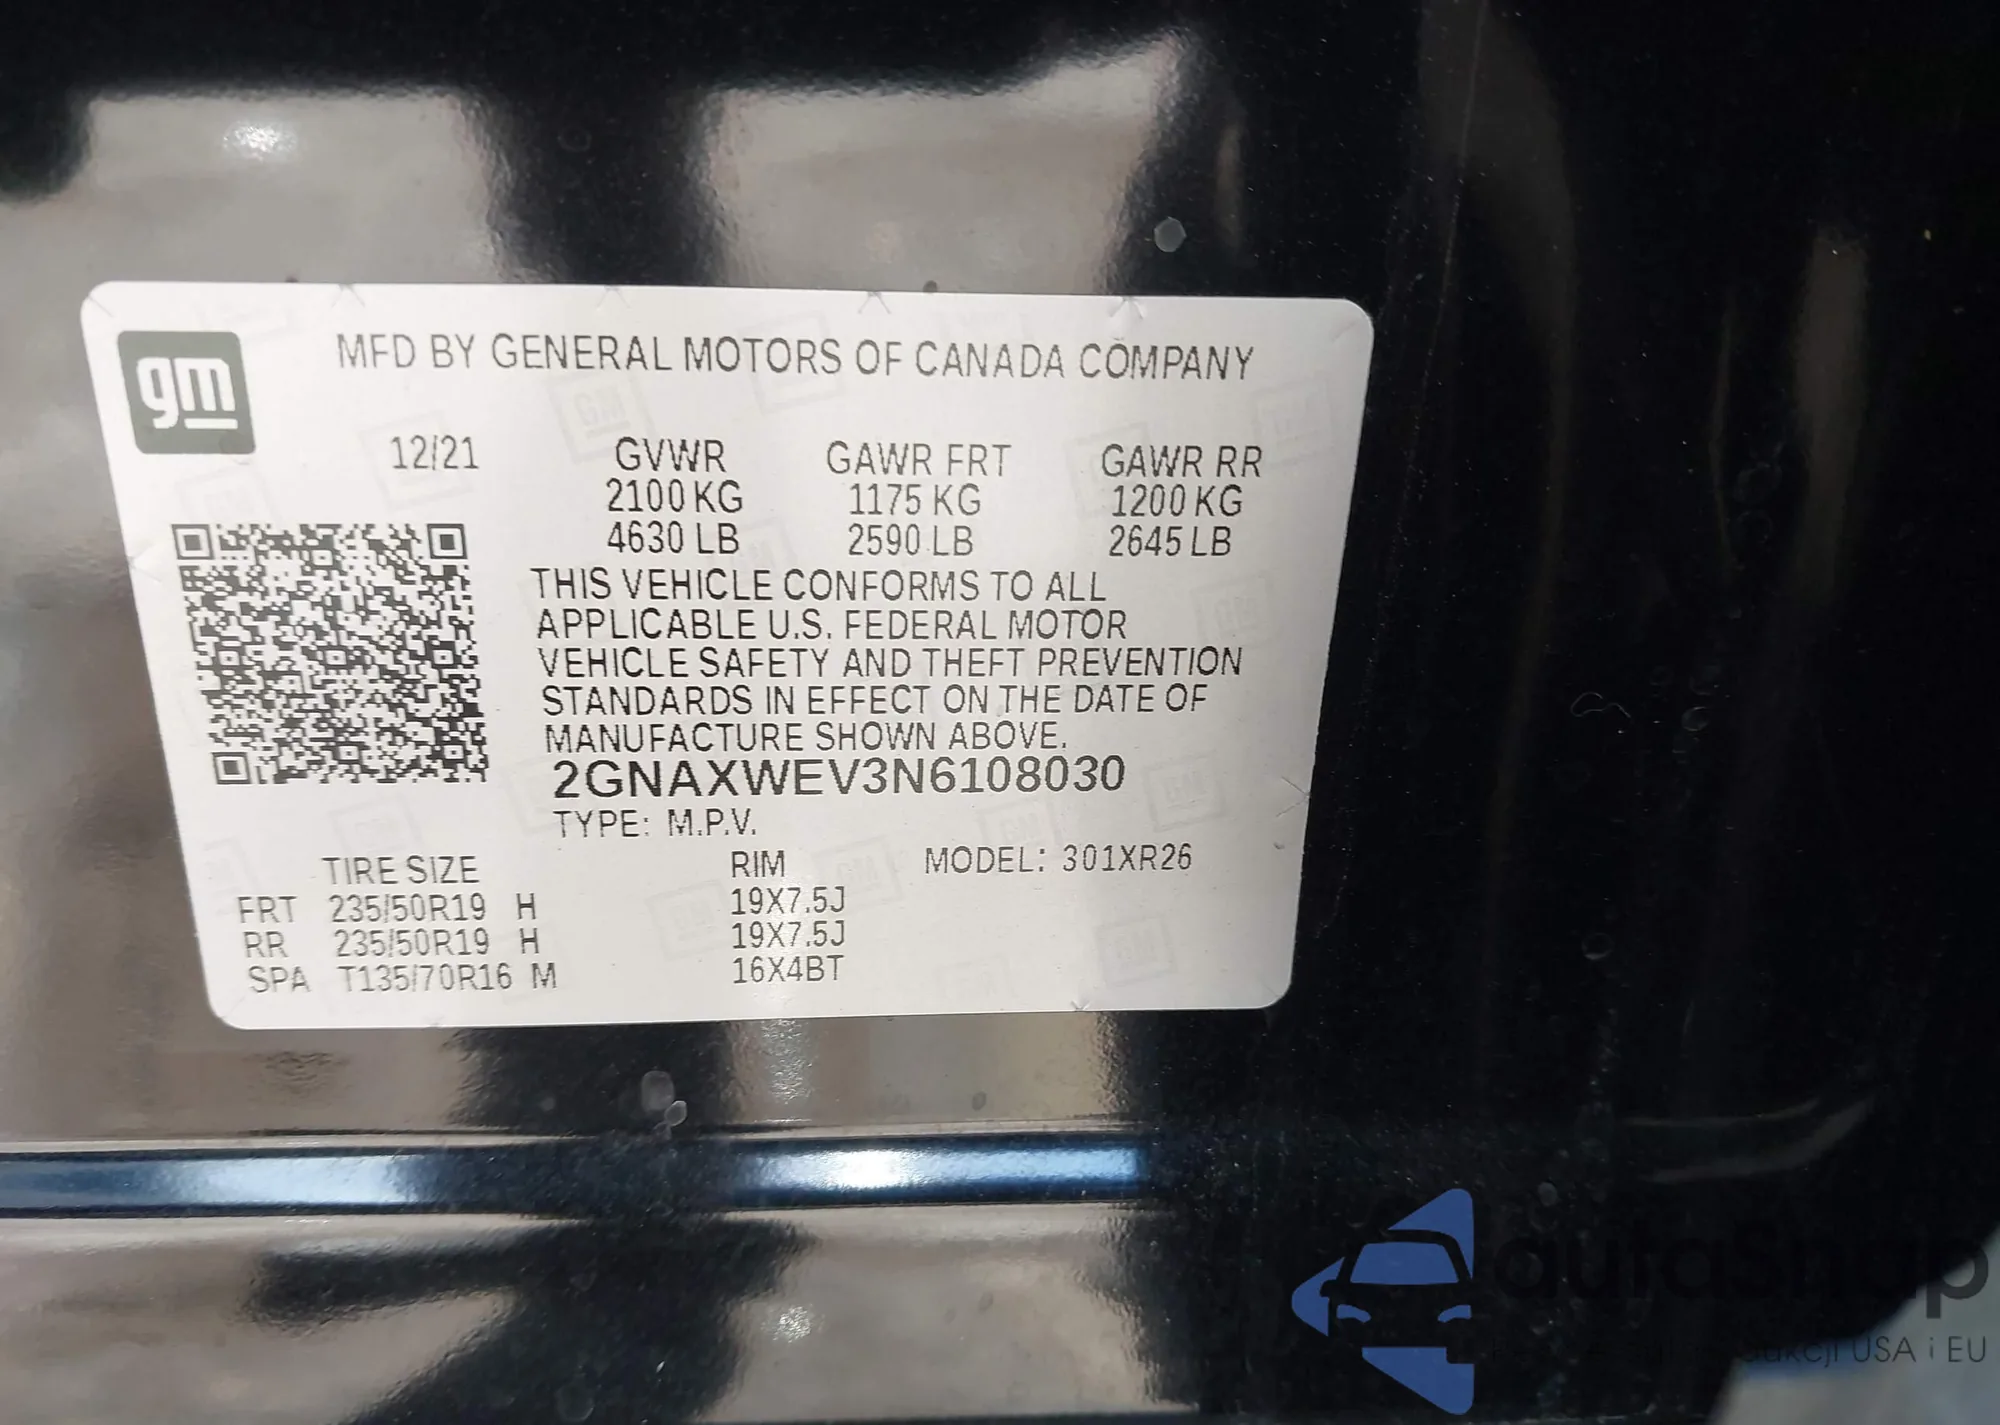 gm
MFD BY GENERAL MOTORS OF CANADA COMPANY
12/21 GVWR GAWR FRT GAWR RR
2100 KG 1175 KG 1200 KG
4630 LB 2590 LB 2645 LB
THIS VEHICLE CONFORMS TO ALL
APPLICABLE U.S. FEDERAL MOTOR
VEHICLE SAFETY AND THEFT PREVENTION
STANDARDS IN EFFECT ON THE DATE OF
MANUFACTURE SHOWN ABOVE.
2GNAXWEV3N6108030
TYPE: M.P.V.
TIRE SIZE RIM MODEL: 301XR26
FRT 235/50R19 H 19X7.5J
RR 235/50R19 H 19X7.5J
SPA T135/70R16 M 16X4BT
autaSnap
USA i EU